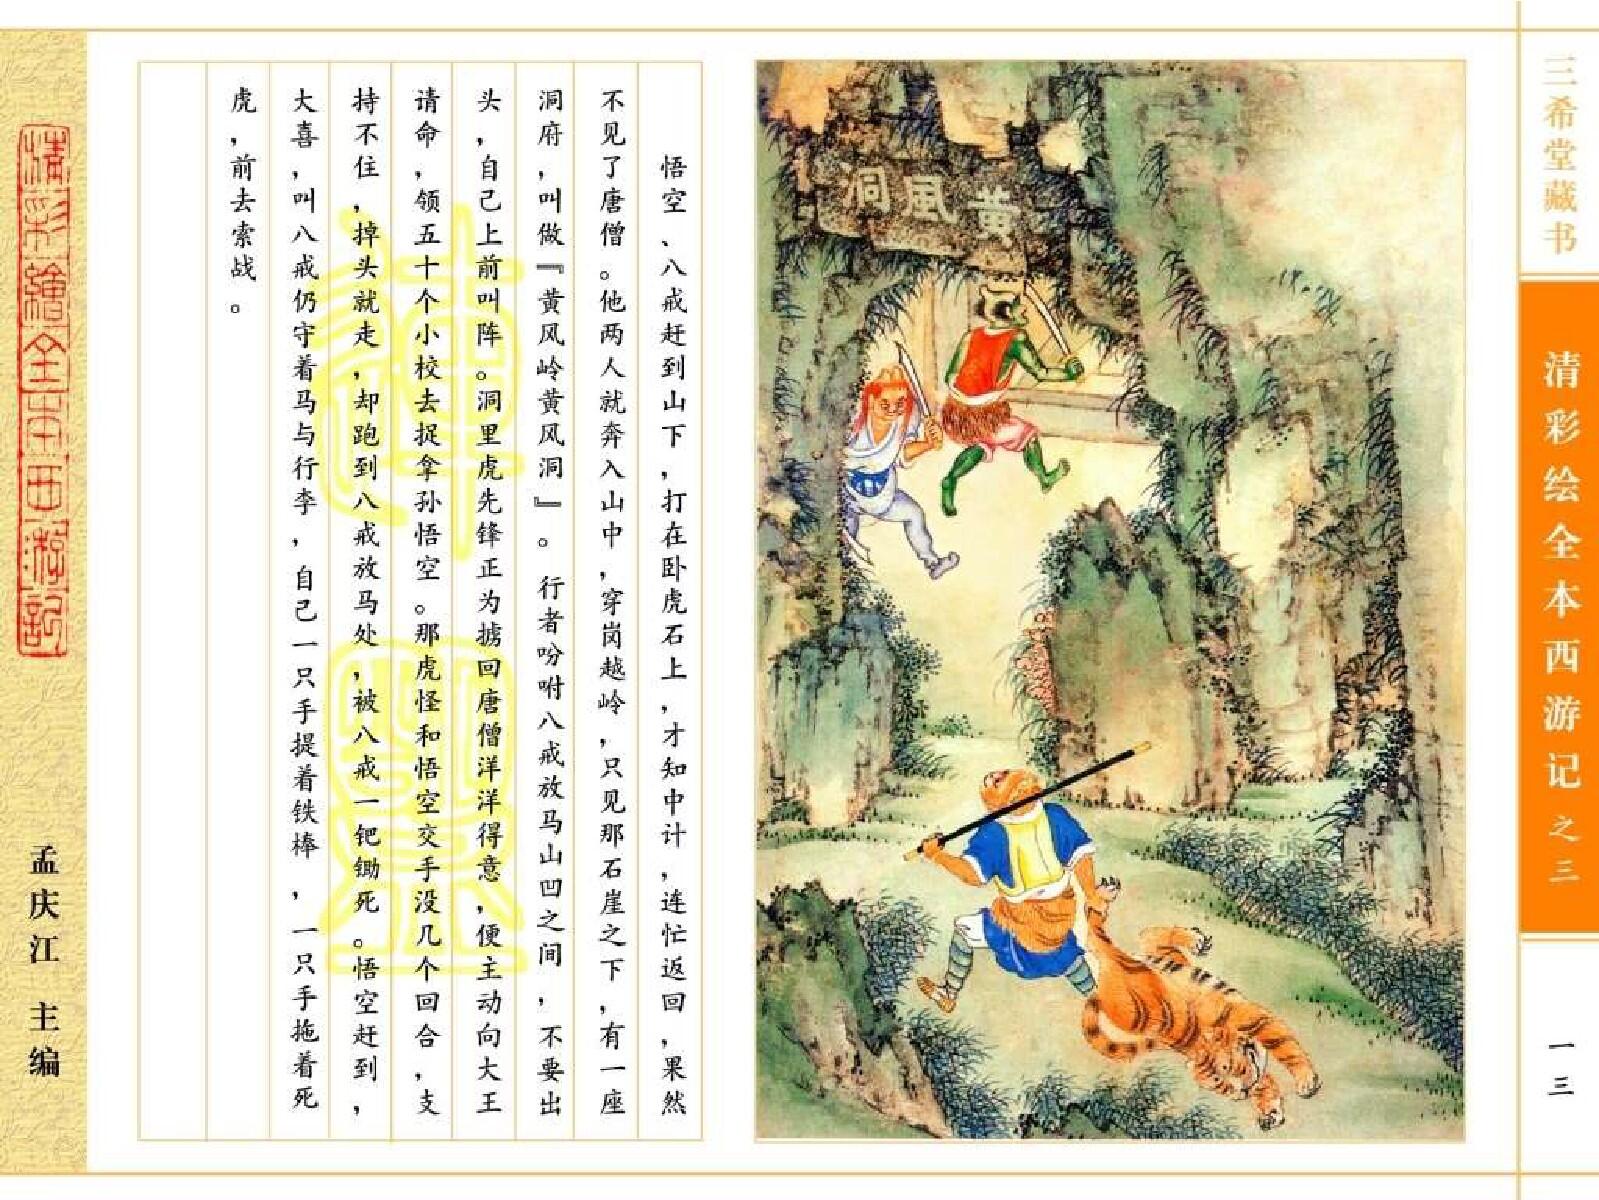 三希堂藏书
清彩绘全本西游记之三
一三
黄風洞
悟空、八戒赶到山下，打在卧虎石上，才知中计，连忙返回，果然
不见了唐僧。他两人就奔入山中，穿岗越岭，只见那石崖之下，有一座
洞府，叫做『黄风岭黄风洞』。行者吩咐八戒放马山凹之间，不要出
头，自己上前叫阵。洞里虎先锋正为掳回唐僧洋洋得意，便主动向大王
请命，领五十个小校去捉拿孙悟空。那虎怪和悟空交手没几个回合，支
持不住，掉头就走，却跑到八戒放马处，被八戒一钯锄死。悟空赶到，
大喜，叫八戒仍守着马与行李，自己一只手提着铁棒，一只手拖着死
虎，前去索战。
清彩繪全本西游記
孟庆江 主编